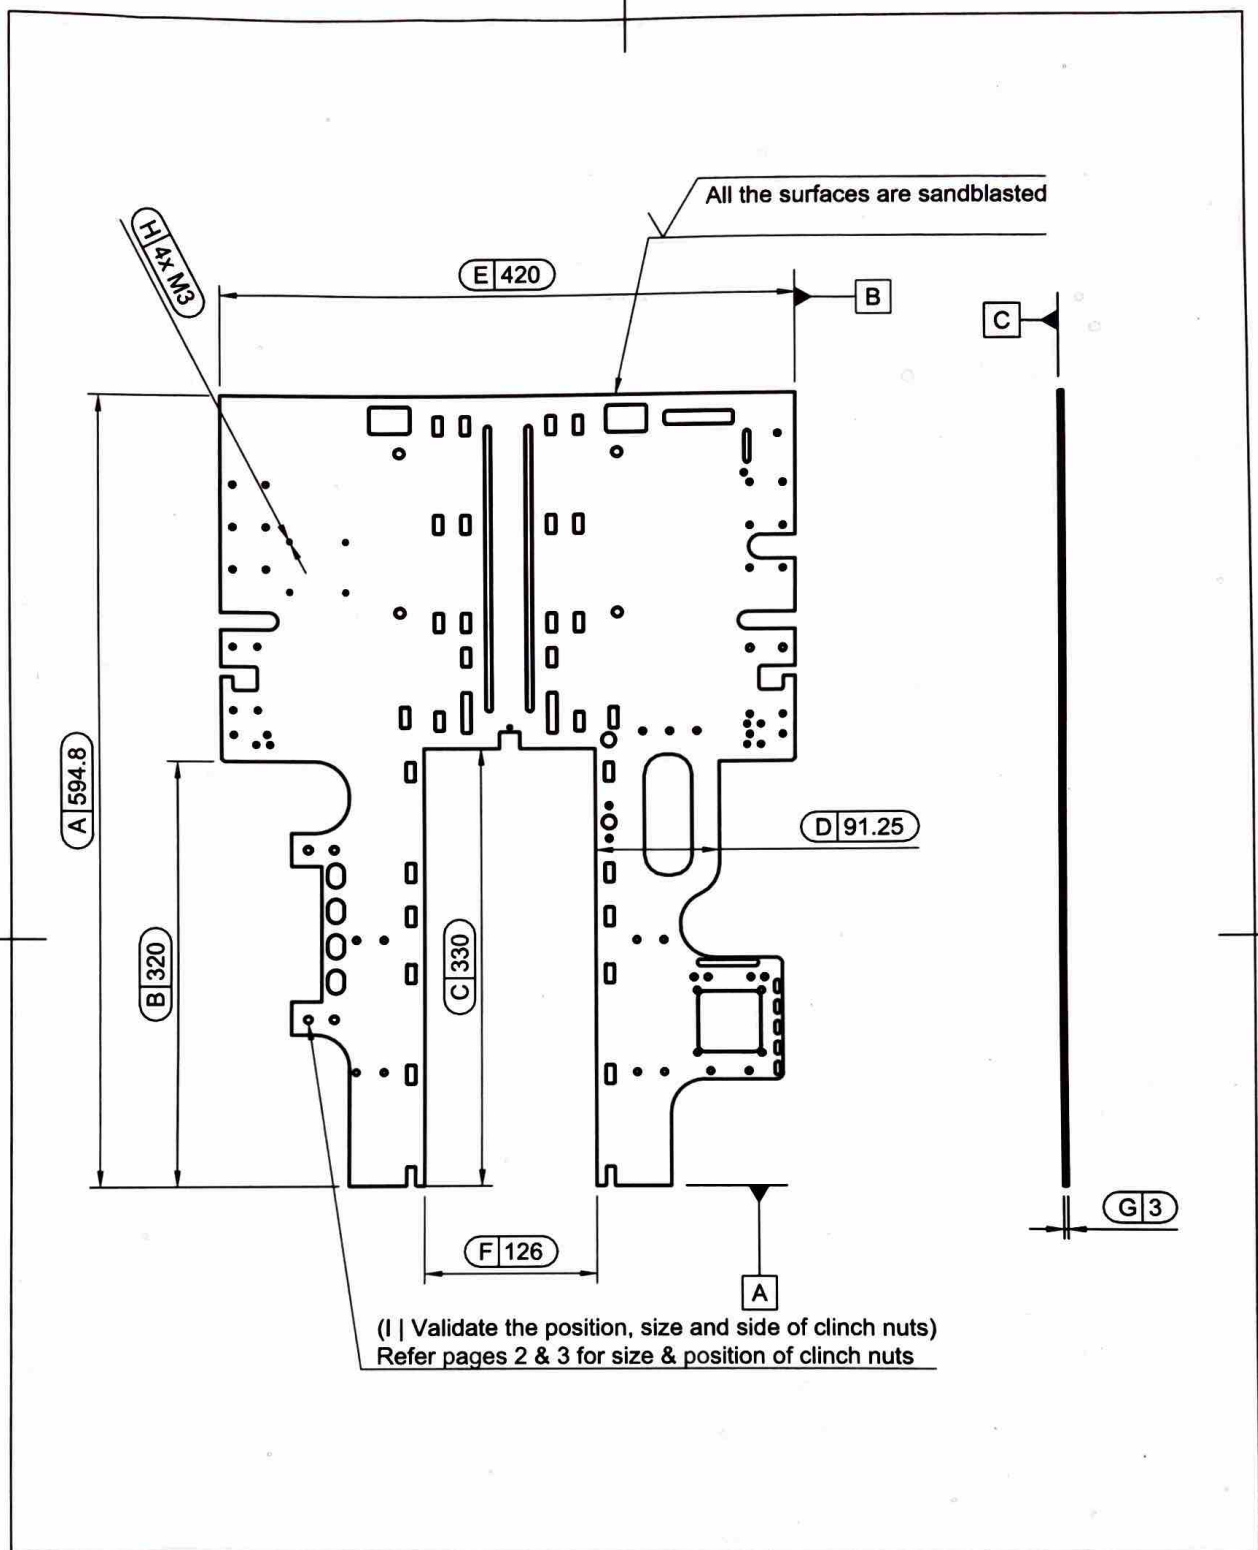 All the surfaces are sandblasted
H|4x M3
E|420
B
C
A|594.8
D|91.25
B|320
C|330
G|3
F|126
A
(I | Validate the position, size and side of clinch nuts)
Refer pages 2 & 3 for size & position of clinch nuts